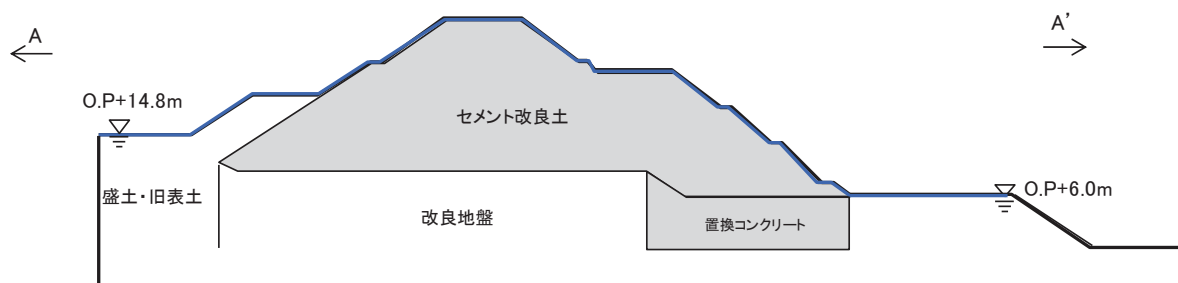 A
A'
O.P+14.8m
セメント改良土
盛土・旧表土
O.P+6.0m
改良地盤
置換コンクリート